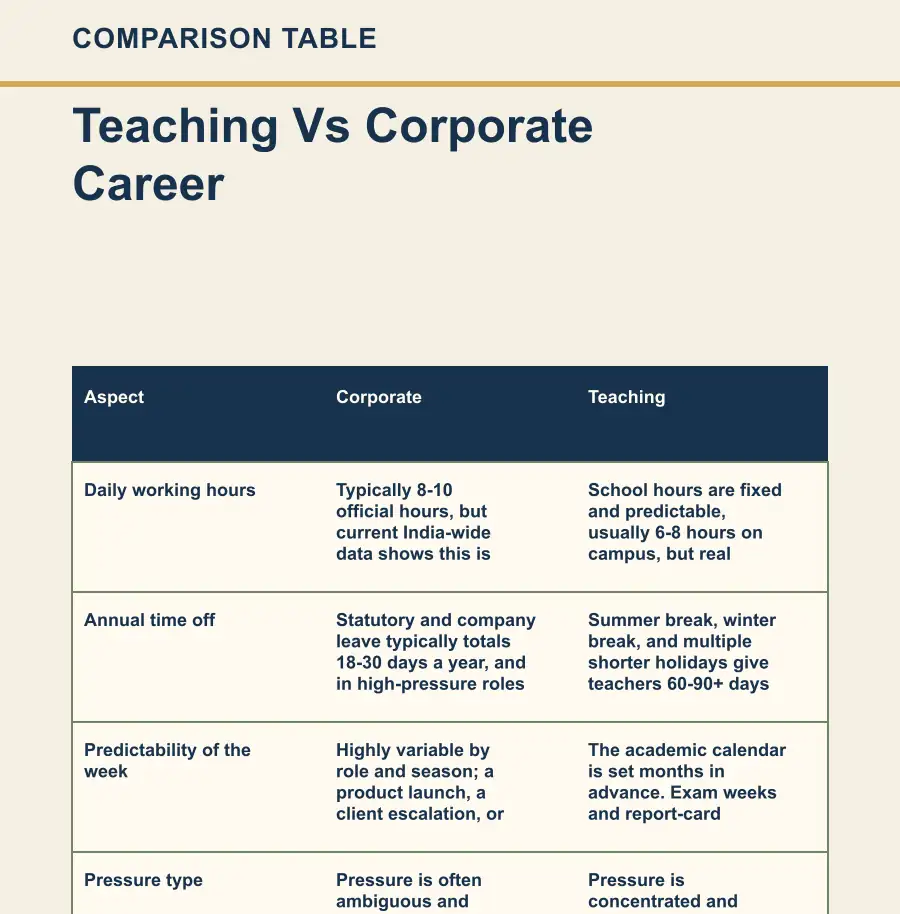 COMPARISON TABLE
Teaching Vs Corporate
Career
Aspect
Corporate
Teaching
Daily working hours
Typically 8-10
official hours, but
current India-wide
data shows this is
School hours are fixed
and predictable,
usually 6-8 hours on
campus, but real
Annual time off
Statutory and company
leave typically totals
18-30 days a year, and
in high-pressure roles
Summer break, winter
break, and multiple
shorter holidays give
teachers 60-90+ days
Predictability of the
week
Highly variable by
role and season; a
product launch, a
client escalation, or
The academic calendar
is set months in
advance. Exam weeks
and report-card
Pressure type
Pressure is often
ambiguous and
Pressure is
concentrated and